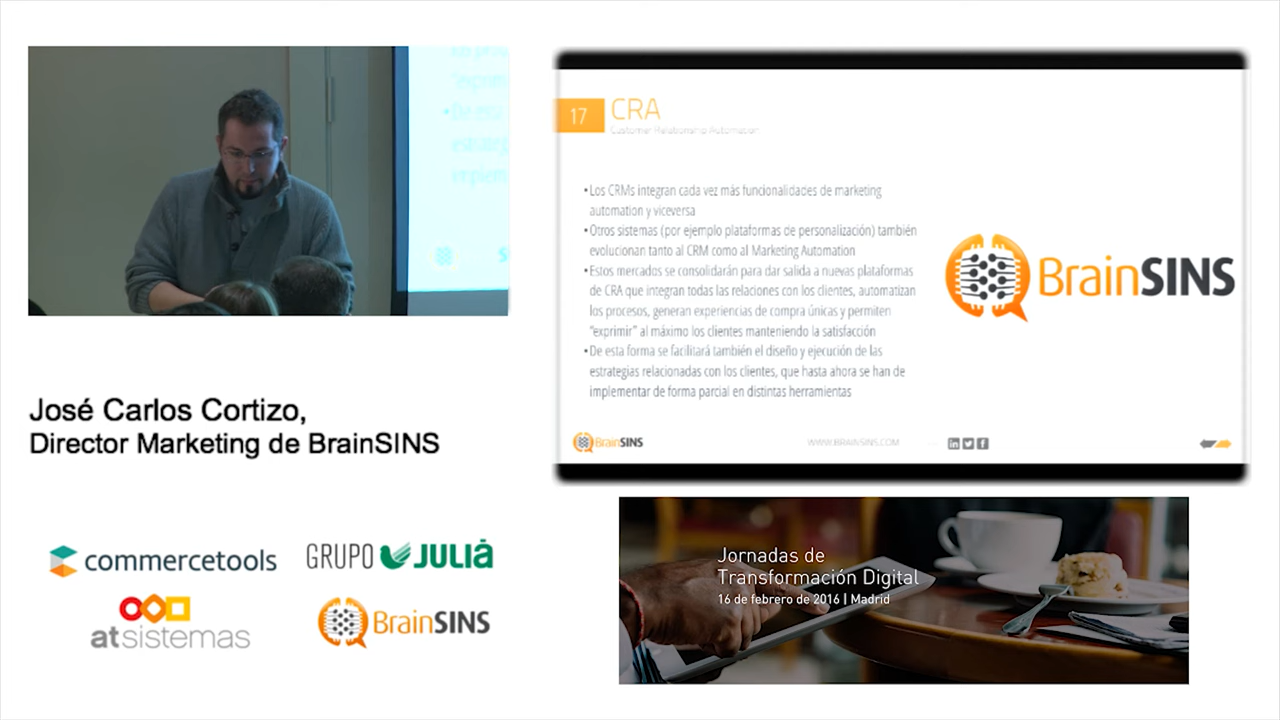 17
CRA
Customer Relationship Automation
•Los CRMs integran cada vez más funcionalidades de marketing
automation y viceversa
•Otros sistemas (por ejemplo plataformas de personalización) también
evolucionan tanto al CRM como al Marketing Automation
•Estos mercados se consolidarán para dar salida a nuevas plataformas
de CRA que integran todas las relaciones con los clientes, automatizan
los procesos, generan experiencias de compra únicas y permiten
“exprimir” al máximo los clientes manteniendo la satisfacción
•De esta forma se facilitará también el diseño y ejecución de las
estrategias relacionadas con los clientes, que hasta ahora se han de
implementar de forma parcial en distintas herramientas
BrainSINS
BrainSINS
WWW.BRAINSINS.COM
José Carlos Cortizo,
Director Marketing de BrainSINS
commercetools
GRUPO JULIÀ
atsistemas
BrainSINS
Jornadas de
Transformación Digital
16 de febrero de 2016 | Madrid